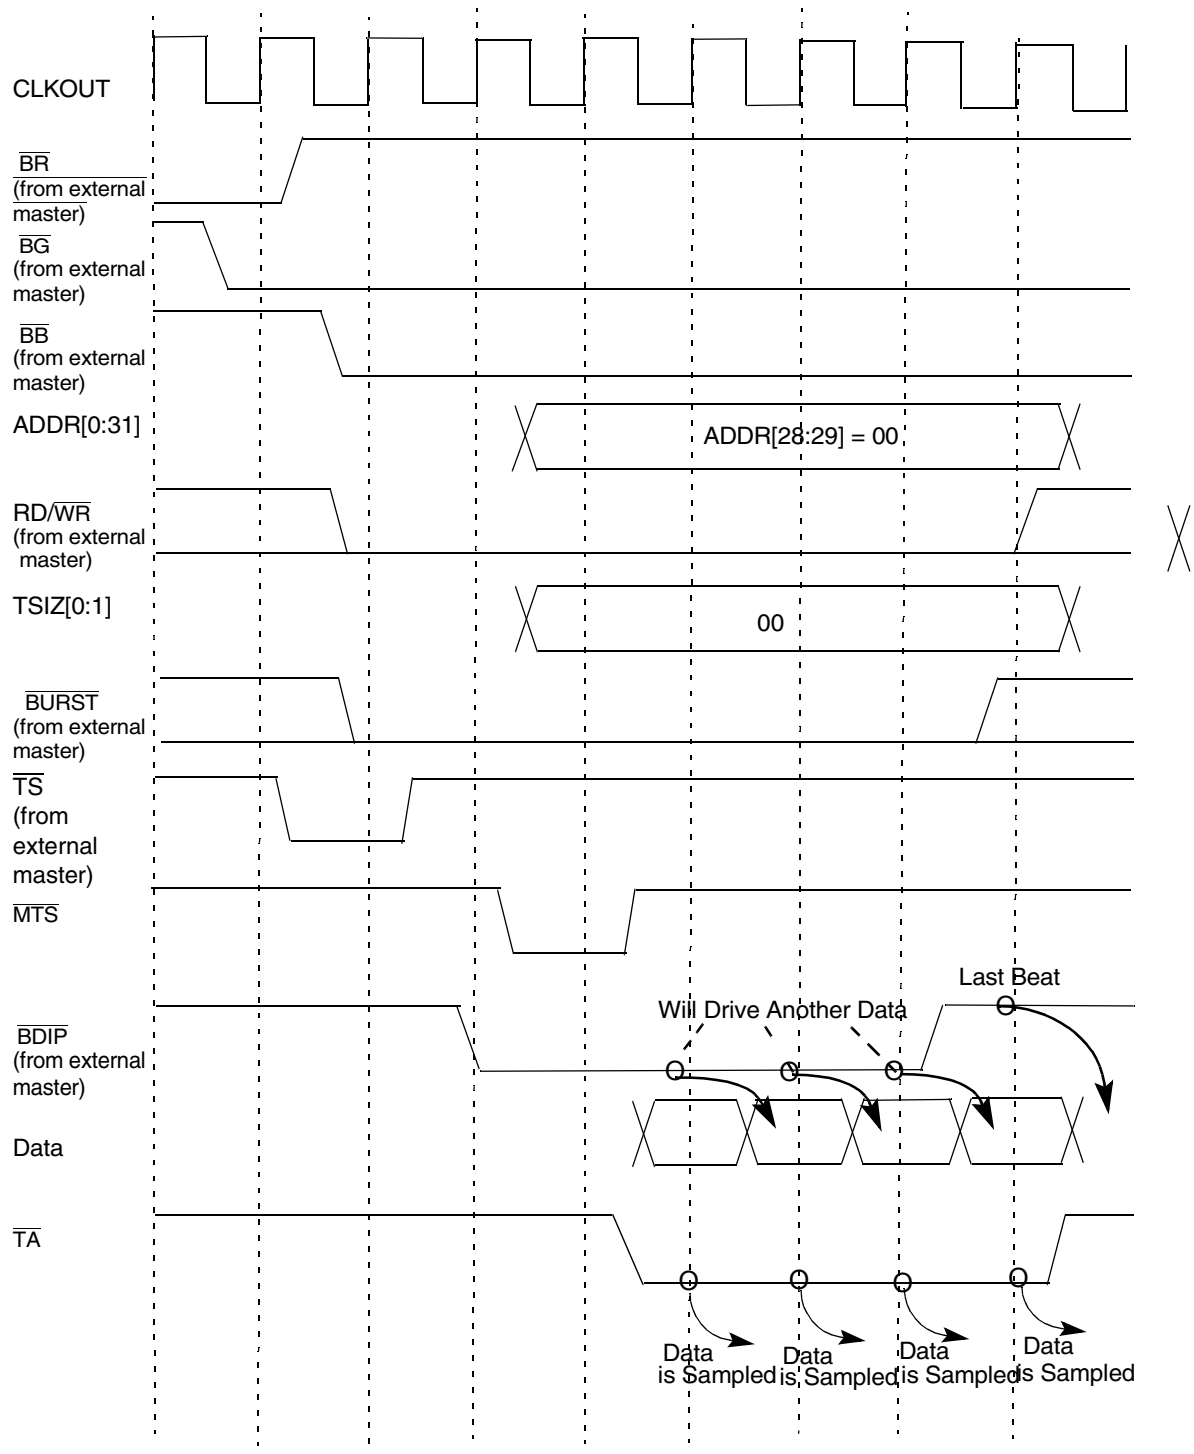 CLKOUT
BR
(from external
master)
BG
(from external
master)
BB
(from external
master)
ADDR[0:31]
ADDR[28:29] = 00
RD/WR
(from external
master)
TSIZ[0:1]
00
BURST
(from external
master)
TS
(from
external
master)
MTS
Last Beat
Will Drive Another Data
BDIP
(from external
master)
Data
TA
Data
is Sampled
Data
is Sampled
Data
is Sampled
Data
is Sampled